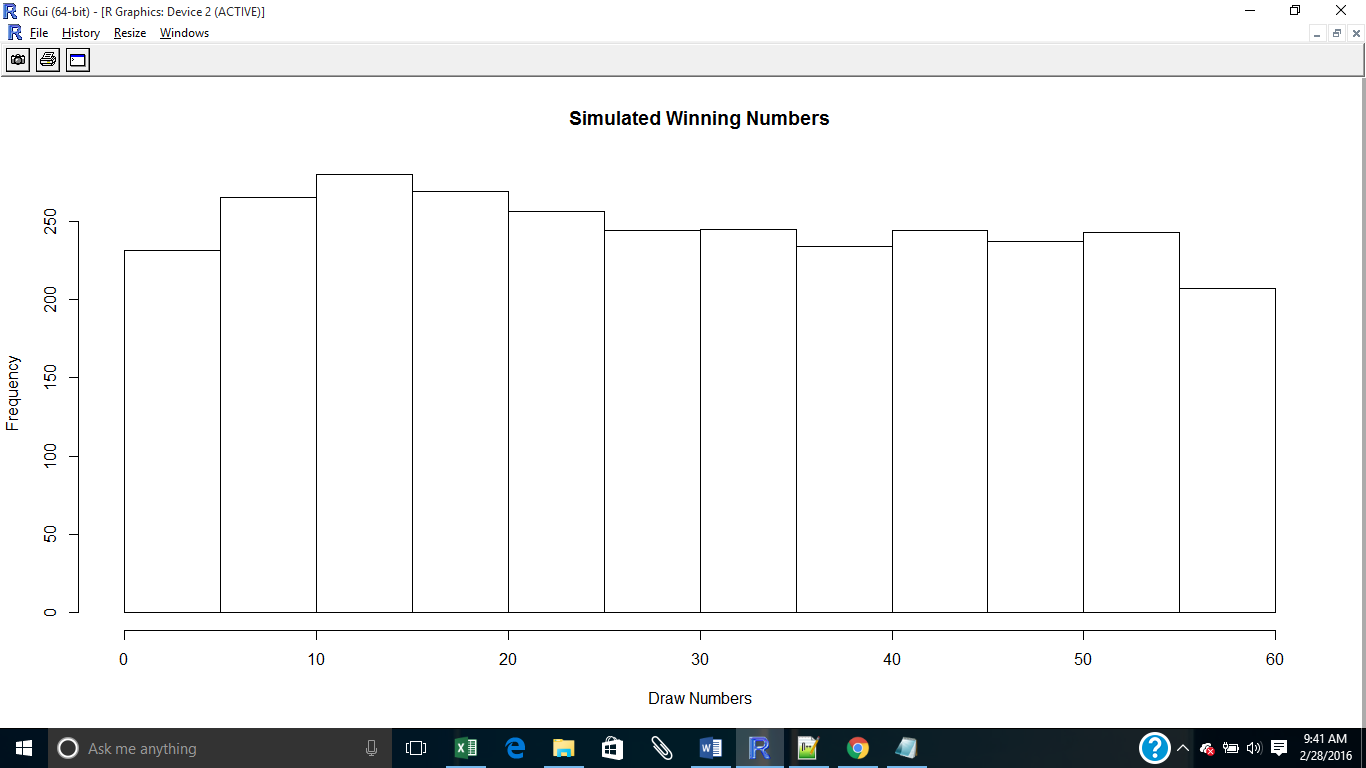 RGui (64-bit) - [R Graphics: Device 2 (ACTIVE)]
File History Resize Windows
Simulated Winning Numbers
Frequency
250
200
150
100
50
0
0 10 20 30 40 50 60
Draw Numbers
Ask me anything
9:41 AM
2/28/2016